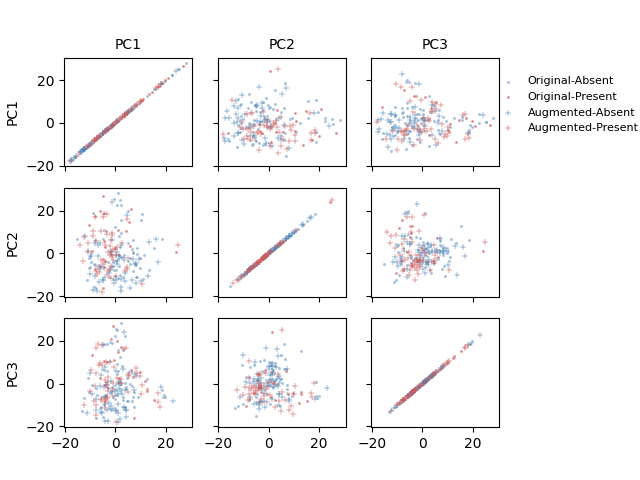 PC1 PC2 PC3
PC1
20
0
−20
Original-Absent
Original-Present
Augmented-Absent
Augmented-Present
PC2
20
0
−20
PC3
20
0
−20
−20 0 20 −20 0 20 −20 0 20